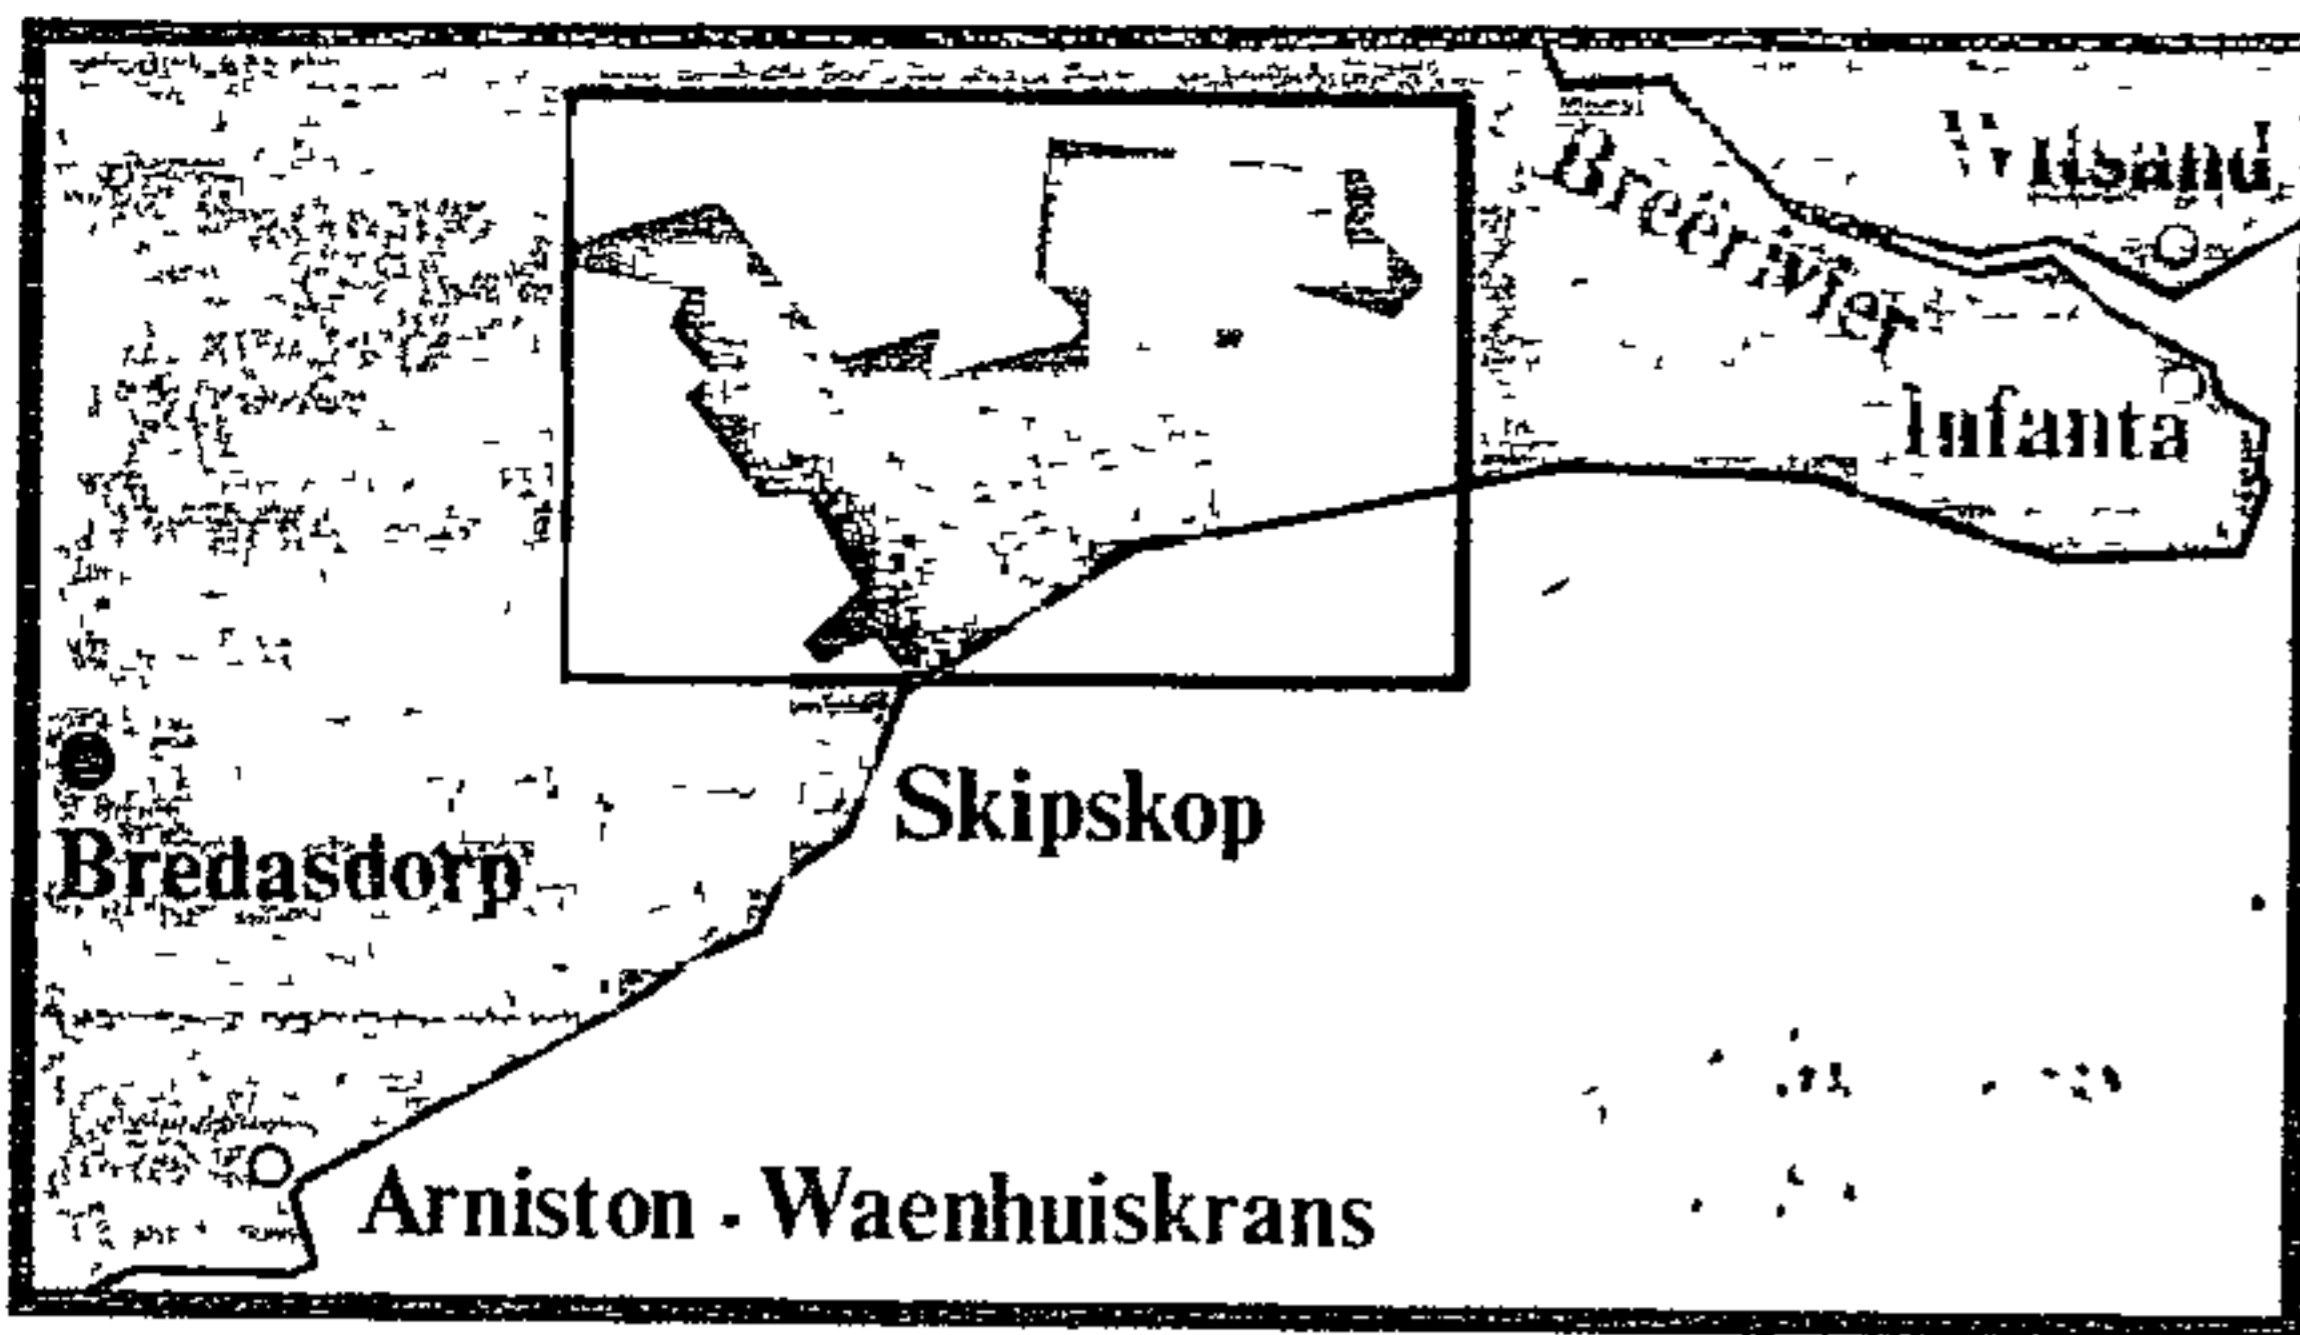 Witsand
Breërivier
Infanta
Skipskop
Bredasdorp
Arniston - Waenhuiskrans